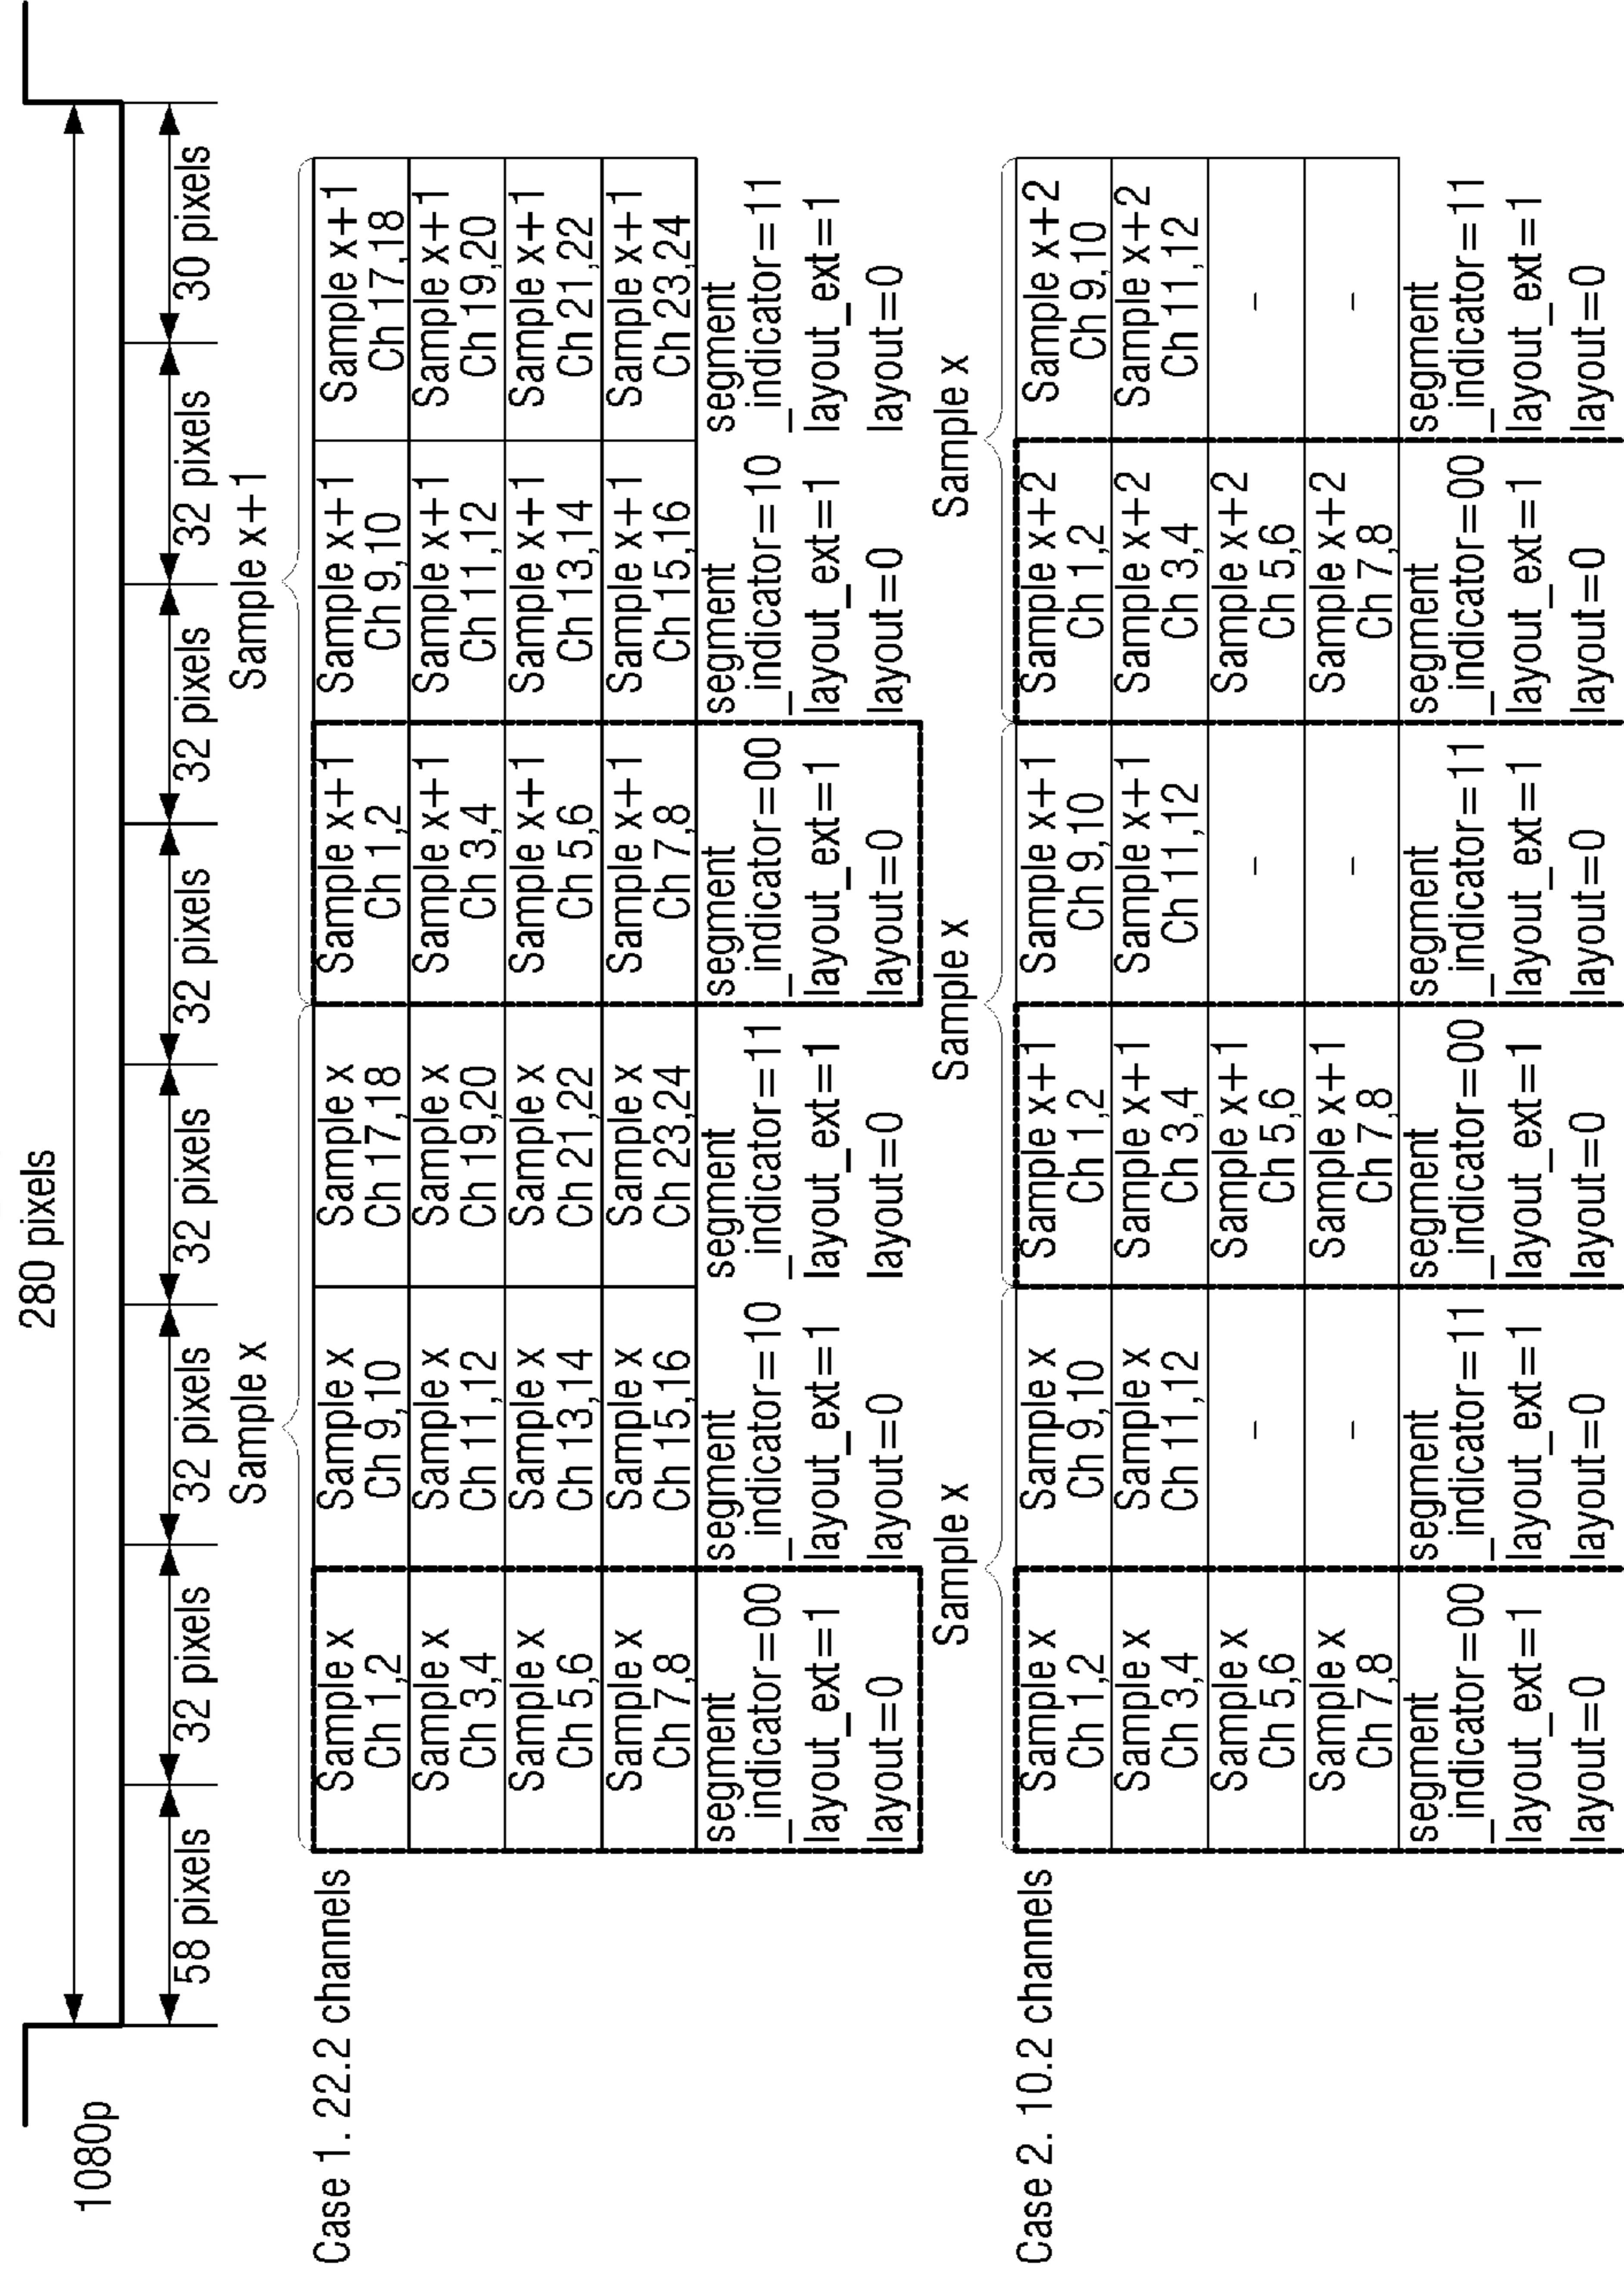 280 pixels
1080p
58 pixels
32 pixels
32 pixels
32 pixels
32 pixels
32 pixels
32 pixels
30 pixels
Case 1. 22.2 channels
Sample x
Sample x+1
Sample x
Ch 1,2
Sample x
Ch 9,10
Sample x
Ch 17,18
Sample x+1
Ch 1,2
Sample x+1
Ch 9,10
Sample x+1
Ch 17,18
Sample x
Ch 3,4
Sample x
Ch 11,12
Sample x
Ch 19,20
Sample x+1
Ch 3,4
Sample x+1
Ch 11,12
Sample x+1
Ch 19,20
Sample x
Ch 5,6
Sample x
Ch 13,14
Sample x
Ch 21,22
Sample x+1
Ch 5,6
Sample x+1
Ch 13,14
Sample x+1
Ch 21,22
Sample x
Ch 7,8
Sample x
Ch 15,16
Sample x
Ch 23,24
Sample x+1
Ch 7,8
Sample x+1
Ch 15,16
Sample x+1
Ch 23,24
segment
_indicator=00
layout_ext=1
layout=0
segment
_indicator=10
layout_ext=1
layout=0
segment
_indicator=11
layout_ext=1
layout=0
segment
_indicator=00
layout_ext=1
layout=0
segment
_indicator=10
layout_ext=1
layout=0
segment
_indicator=11
layout_ext=1
layout=0
Case 2. 10.2 channels
Sample x
Sample x
Sample x
Sample x
Ch 1,2
Sample x
Ch 9,10
Sample x+1
Ch 1,2
Sample x+1
Ch 9,10
Sample x+2
Ch 1,2
Sample x+2
Ch 9,10
Sample x
Ch 3,4
Sample x
Ch 11,12
Sample x+1
Ch 3,4
Sample x+1
Ch 11,12
Sample x+2
Ch 3,4
Sample x+2
Ch 11,12
Sample x
Ch 5,6
-
Sample x+1
Ch 5,6
-
Sample x+2
Ch 5,6
-
Sample x
Ch 7,8
-
Sample x+1
Ch 7,8
-
Sample x+2
Ch 7,8
-
segment
_indicator=00
layout_ext=1
layout=0
segment
_indicator=11
layout_ext=1
layout=0
segment
_indicator=00
layout_ext=1
layout=0
segment
_indicator=11
layout_ext=1
layout=0
segment
_indicator=00
layout_ext=1
layout=0
segment
_indicator=11
layout_ext=1
layout=0